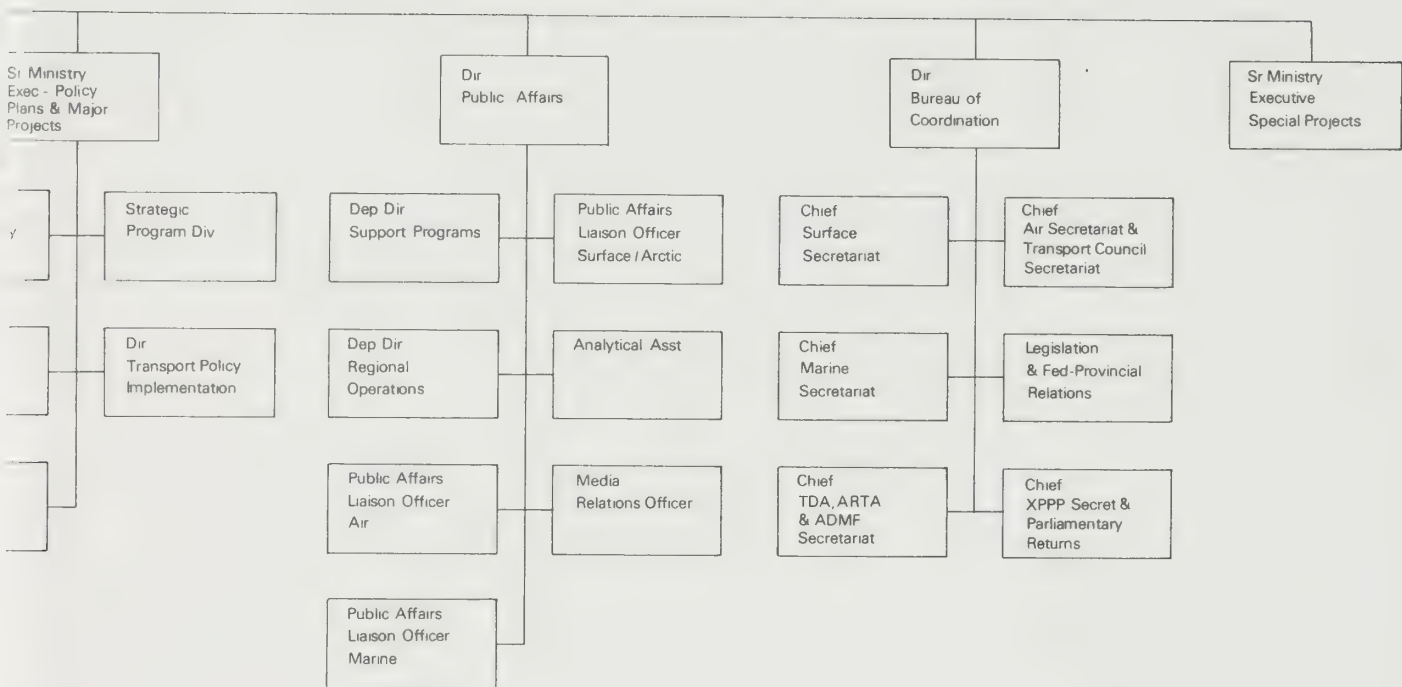 Sr Ministry
Exec - Policy
Plans & Major
Projects
Dir
Public Affairs
Dir
Bureau of
Coordination
Sr Ministry
Executive
Special Projects
y
Strategic
Program Div
Dep Dir
Support Programs
Public Affairs
Liaison Officer
Surface / Arctic
Chief
Surface
Secretariat
Chief
Air Secretariat &
Transport Council
Secretariat
Dir
Transport Policy
Implementation
Dep Dir
Regional
Operations
Analytical Asst
Chief
Marine
Secretariat
Legislation
& Fed-Provincial
Relations
Public Affairs
Liaison Officer
Air
Media
Relations Officer
Chief
TDA, ARTA
& ADMF
Secretariat
Chief
XPPP Secret &
Parliamentary
Returns
Public Affairs
Liaison Officer
Marine